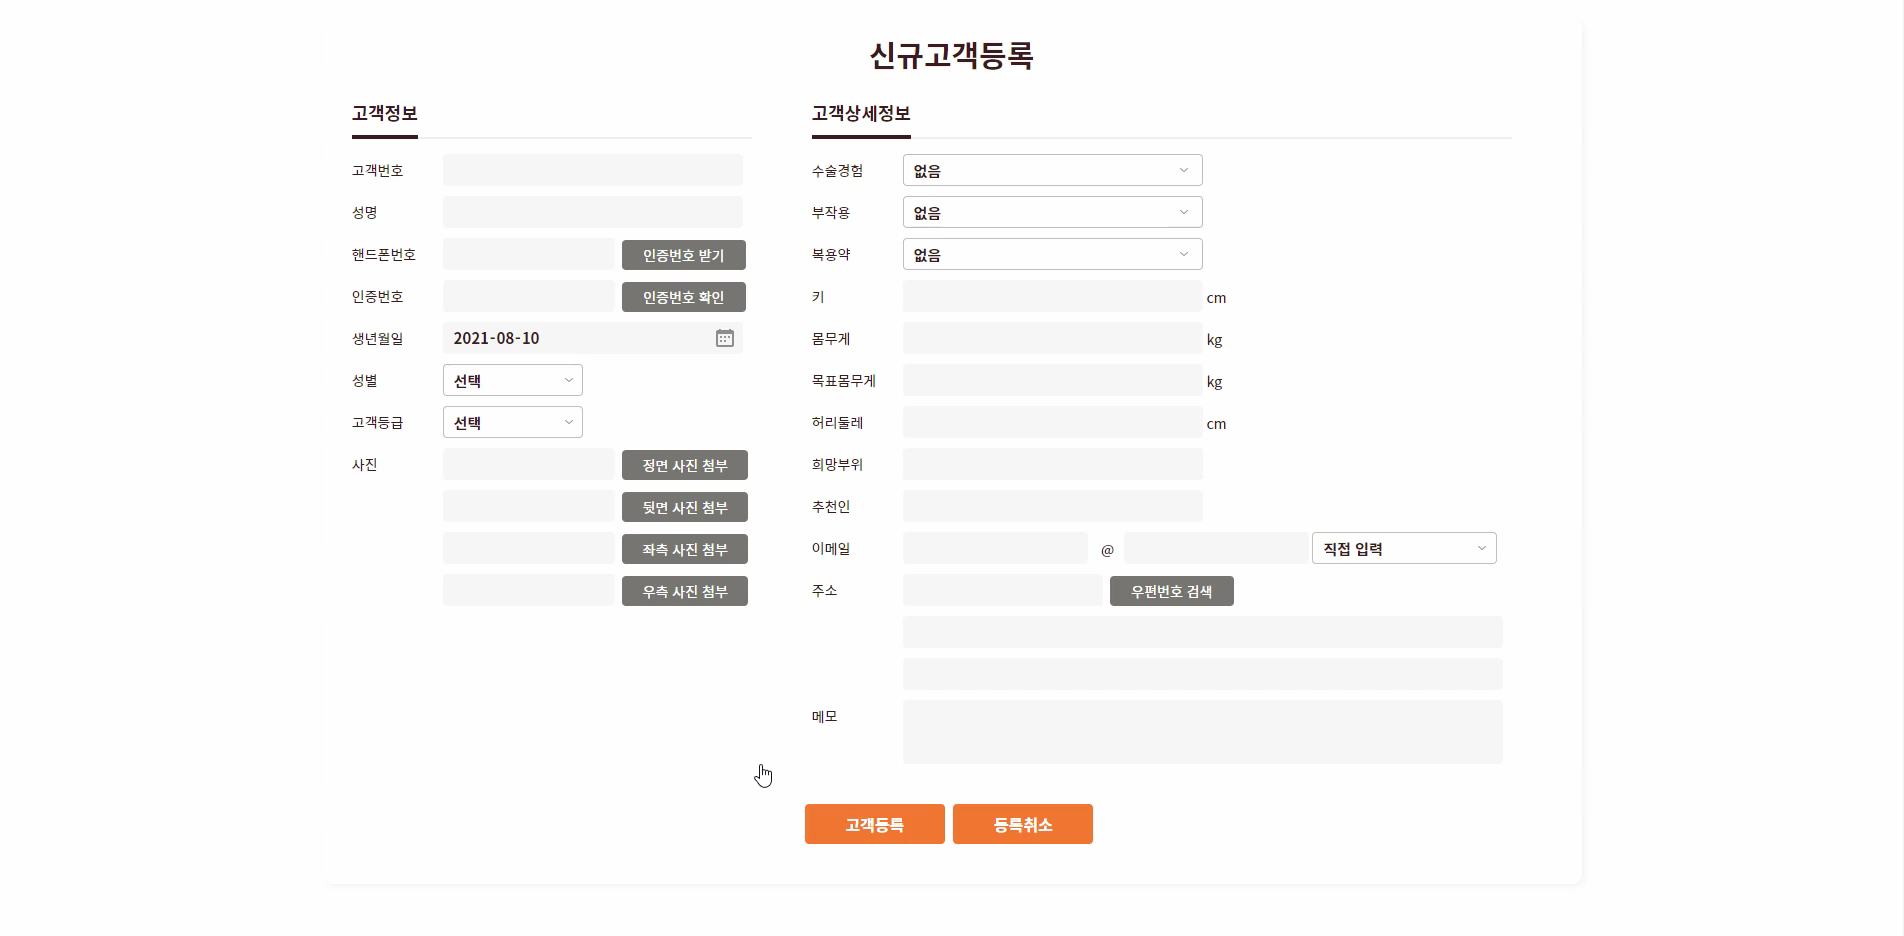 신규고객등록
고객정보
고객번호
성명
핸드폰번호 인증번호 받기
인증번호 인증번호 확인
생년월일 2021-08-10
성별 선택
고객등급 선택
사진 정면 사진 첨부
뒷면 사진 첨부
좌측 사진 첨부
우측 사진 첨부
고객상세정보
수술경험 없음
부작용 없음
복용약 없음
키 cm
몸무게 kg
목표몸무게 kg
허리둘레 cm
희망부위
추천인
이메일 @ 직접 입력
주소 우편번호 검색
메모
고객등록 등록취소